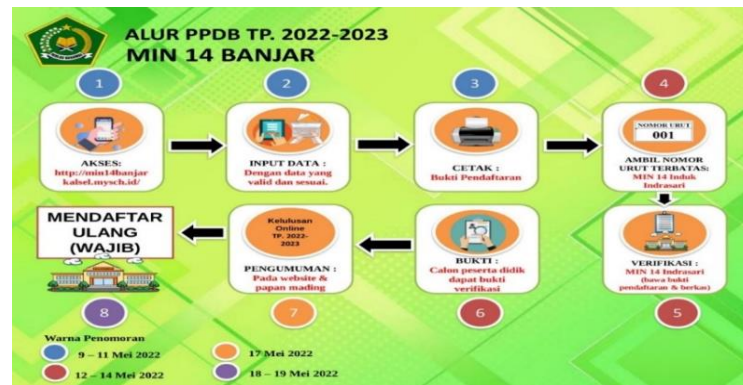 ALUR PPDB TP. 2022-2023
MIN 14 BANJAR
1
2
3
4
AKSES:
http://min14banjar
kalsel.mysch.id/
INPUT DATA :
Dengan data yang
valid dan sesuai.
CETAK :
Bukti Pendaftaran
NOMOR URUT
001
AMBIL NOMOR
URUT TERBATAS:
MIN 14 Induk
Indrasari
VERIFIKASI :
MIN 14 Indrasari
(bawa bukti
pendaftaran & berkas)
5
BUKTI :
Calon peserta didik
dapat bukti
verifikasi
6
Kelulusan
Online
TP. 2022-
2023
PENGUMUMAN :
Pada website &
papan mading
7
MENDAFTAR
ULANG
(WAJIB)
8
Warna Penomoran
9 – 11 Mei 2022
12 – 14 Mei 2022
17 Mei 2022
18 – 19 Mei 2022